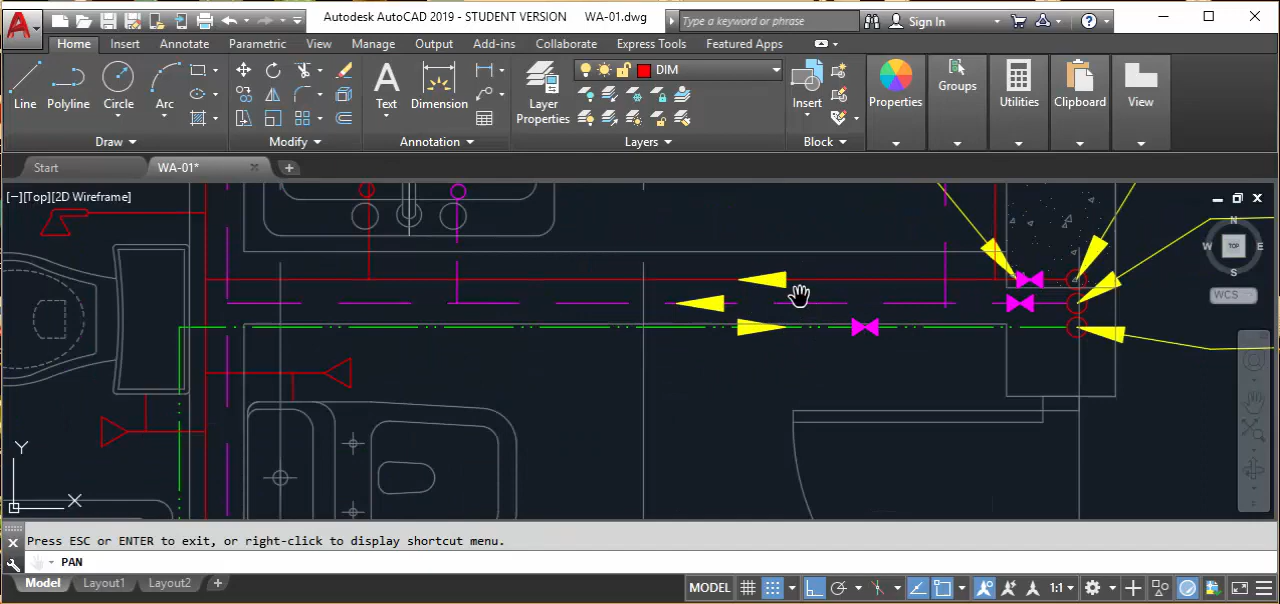 Autodesk AutoCAD 2019 - STUDENT VERSION WA-01.dwg
Type a keyword or phrase
Sign In
Home Insert Annotate Parametric View Manage Output Add-ins Collaborate Express Tools Featured Apps
DIM
Line Polyline Circle Arc
Text Dimension
Layer Properties
Insert
Properties Groups Utilities Clipboard View
Draw Modify Annotation Layers Block
Start WA-01*
[−][Top][2D Wireframe]
N
W TOP E
S
WCS
Y
X
Press ESC or ENTER to exit, or right-click to display shortcut menu.
PAN
Model Layout1 Layout2
MODEL 1:1